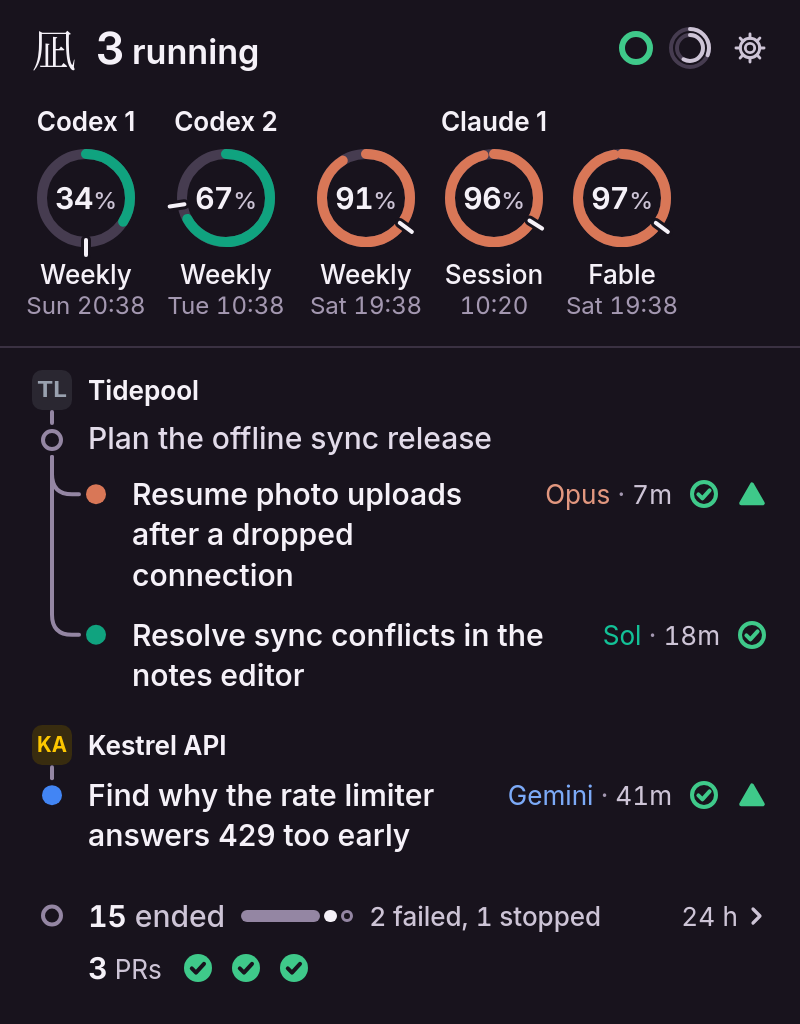 凪 3 running
Codex 1 Codex 2 Claude 1
34% 67% 91% 96% 97%
Weekly Weekly Weekly Session Fable
Sun 20:38 Tue 10:38 Sat 19:38 10:20 Sat 19:38
TL Tidepool
Plan the offline sync release
Resume photo uploads Opus · 7m
after a dropped
connection
Resolve sync conflicts in the Sol · 18m
notes editor
KA Kestrel API
Find why the rate limiter Gemini · 41m
answers 429 too early
15 ended 2 failed, 1 stopped 24 h
3 PRs